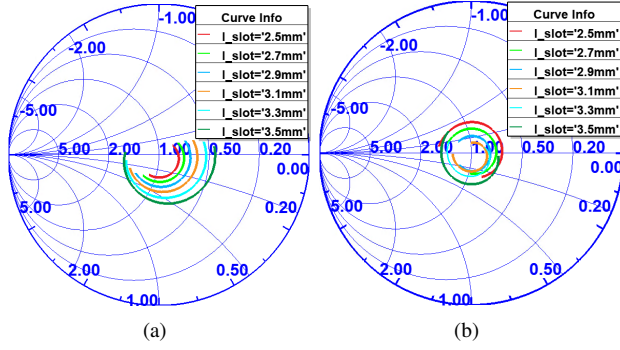 -1.00
Curve Info
l_slot='2.5mm'
l_slot='2.7mm'
l_slot='2.9mm'
l_slot='3.1mm'
l_slot='3.3mm'
l_slot='3.5mm'
-2.00
-5.00
5.00 2.00 1.00 0.50 0.20
0.00
5.00
0.20
2.00
0.50
1.00
(a)
-1.00
Curve Info
l_slot='2.5mm'
l_slot='2.7mm'
l_slot='2.9mm'
l_slot='3.1mm'
l_slot='3.3mm'
l_slot='3.5mm'
-2.00
-5.00
5.00 2.00 1.00 0.50 0.20
0.00
5.00
0.20
2.00
0.50
1.00
(b)